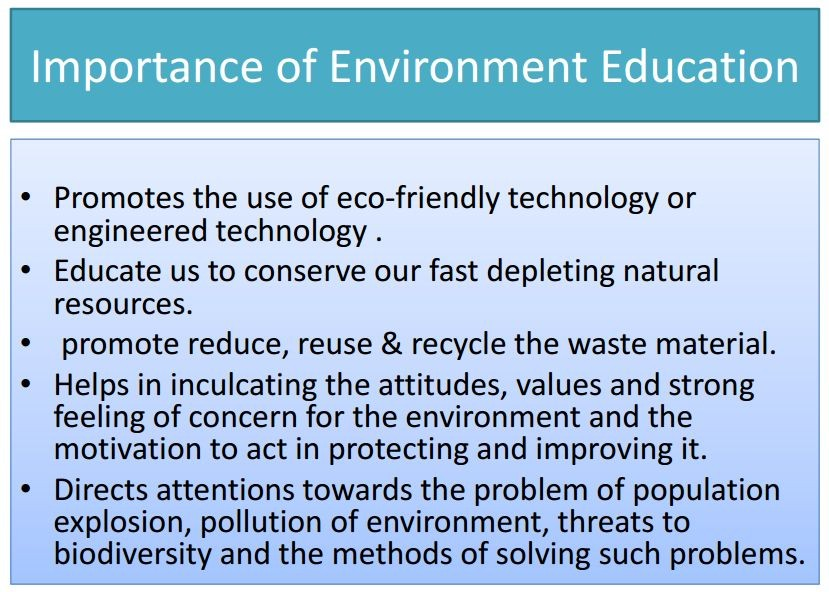 Importance of Environment Education
• Promotes the use of eco-friendly technology or
engineered technology .
• Educate us to conserve our fast depleting natural
resources.
• promote reduce, reuse & recycle the waste material.
• Helps in inculcating the attitudes, values and strong
feeling of concern for the environment and the
motivation to act in protecting and improving it.
• Directs attentions towards the problem of population
explosion, pollution of environment, threats to
biodiversity and the methods of solving such problems.